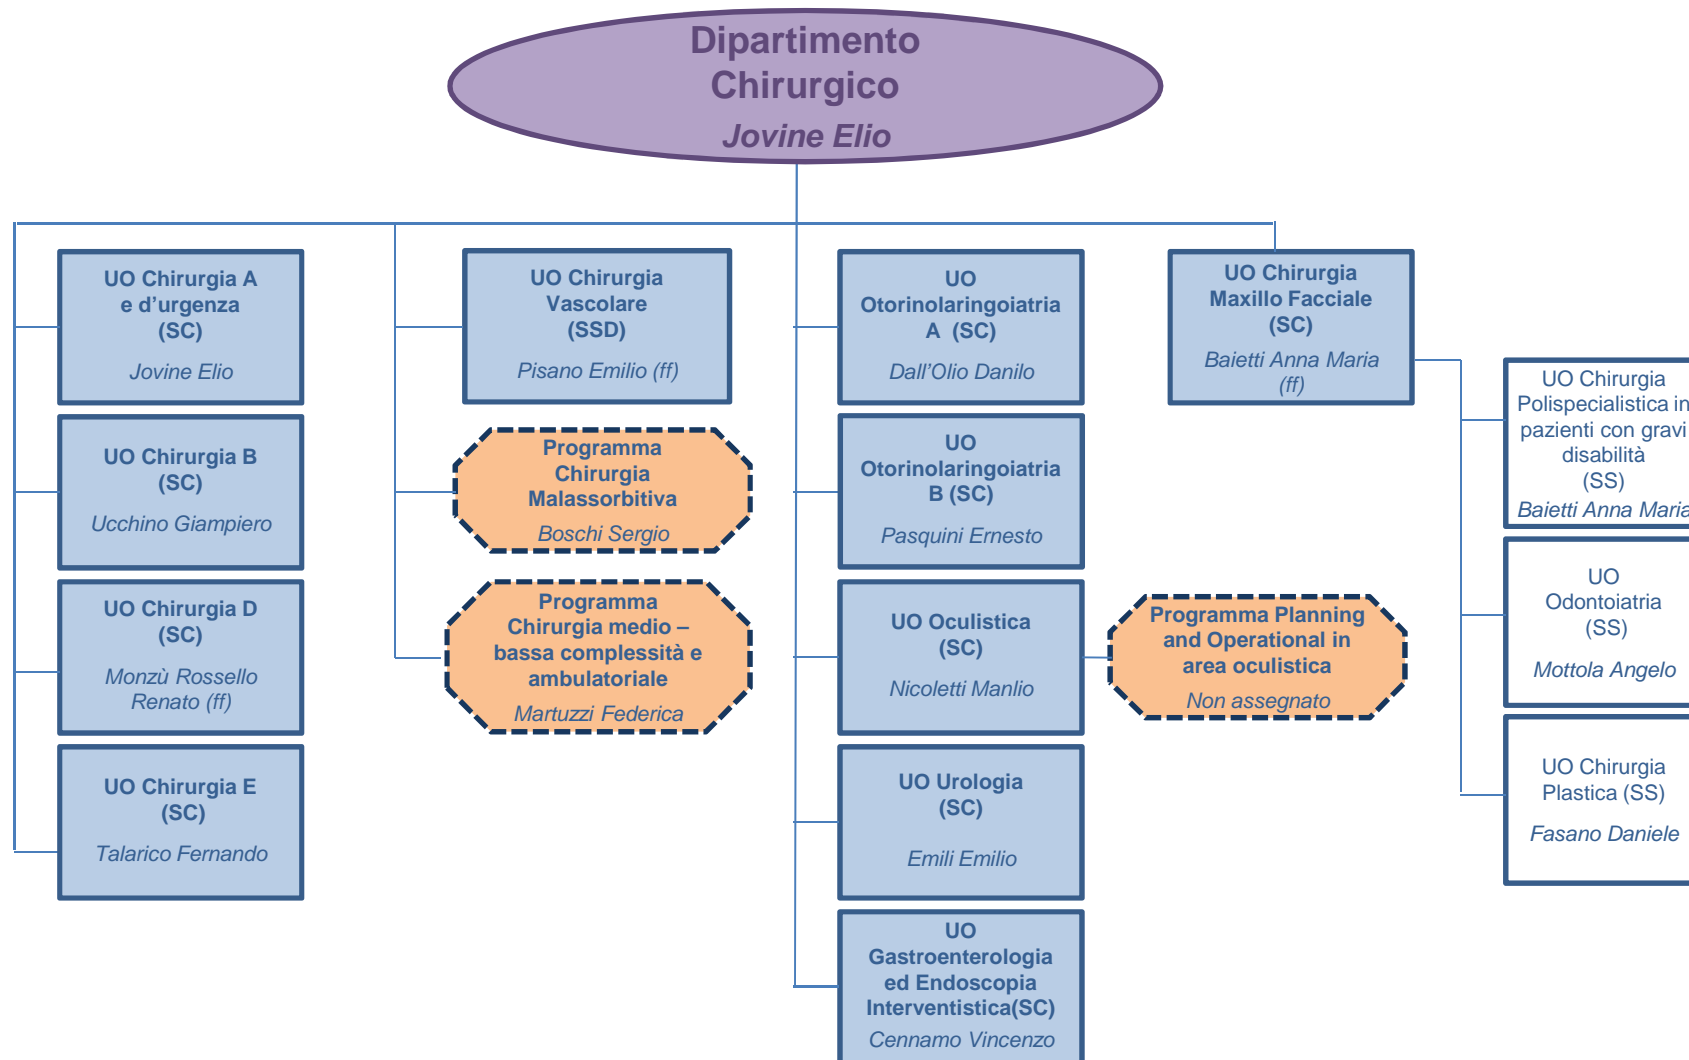 Dipartimento
Chirurgico
Jovine Elio
UO Chirurgia A
e d’urgenza
(SC)
Jovine Elio
UO Chirurgia B
(SC)
Ucchino Giampiero
UO Chirurgia D
(SC)
Monzù Rossello
Renato (ff)
UO Chirurgia E
(SC)
Talarico Fernando
UO Chirurgia
Vascolare
(SSD)
Pisano Emilio (ff)
Programma
Chirurgia
Malassorbitiva
Boschi Sergio
Programma
Chirurgia medio –
bassa complessità e
ambulatoriale
Martuzzi Federica
UO
Otorinolaringoiatria
A (SC)
Dall’Olio Danilo
UO
Otorinolaringoiatria
B (SC)
Pasquini Ernesto
UO Oculistica
(SC)
Nicoletti Manlio
Programma Planning
and Operational in
area oculistica
Non assegnato
UO Urologia
(SC)
Emili Emilio
UO
Gastroenterologia
ed Endoscopia
Interventistica(SC)
Cennamo Vincenzo
UO Chirurgia
Maxillo Facciale
(SC)
Baietti Anna Maria
(ff)
UO Chirurgia
Polispecialistica in
pazienti con gravi
disabilità
(SS)
Baietti Anna Maria
UO
Odontoiatria
(SS)
Mottola Angelo
UO Chirurgia
Plastica (SS)
Fasano Daniele